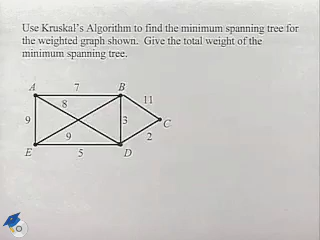 Use Kruskal's Algorithm to find the minimum spanning tree for
the weighted graph shown. Give the total weight of the
minimum spanning tree.
A 7 B
8 11
9 3 C
9 2
E 5 D